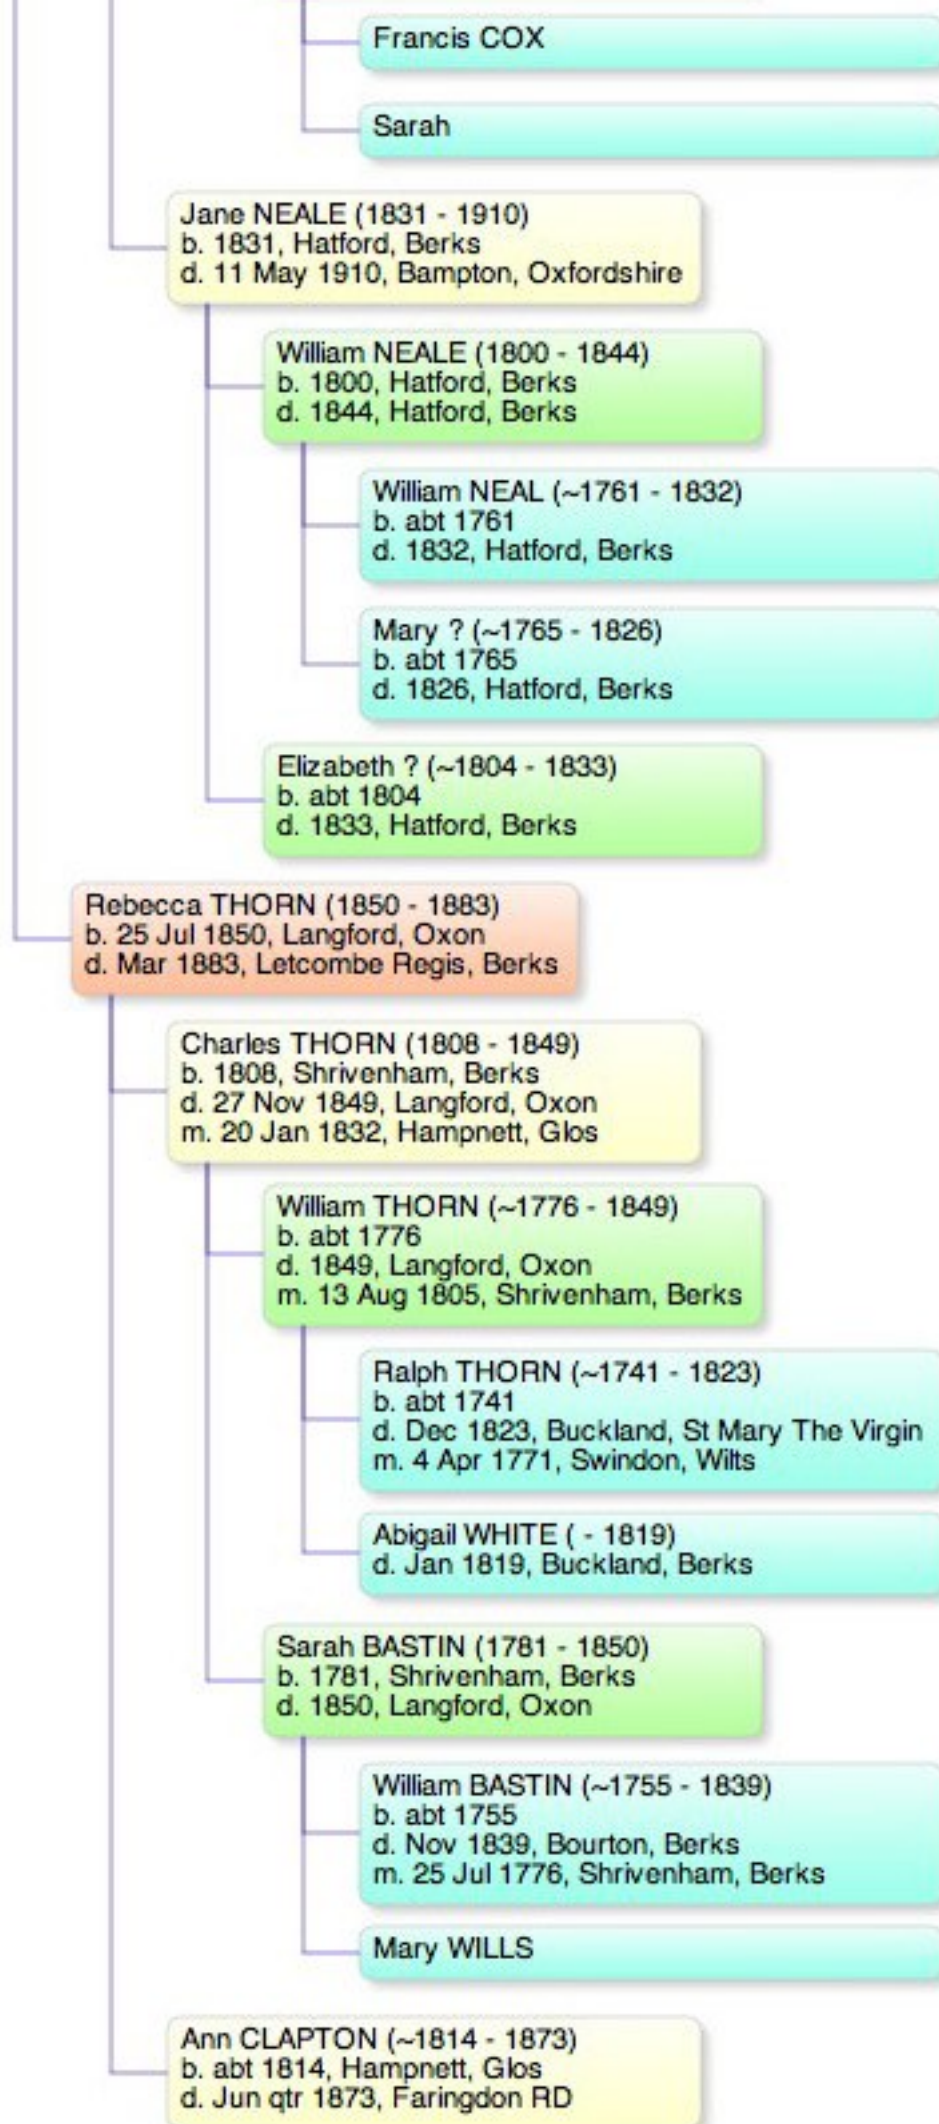 Francis COX
Sarah
Jane NEALE (1831 - 1910)
b. 1831, Hatford, Berks
d. 11 May 1910, Bampton, Oxfordshire
William NEALE (1800 - 1844)
b. 1800, Hatford, Berks
d. 1844, Hatford, Berks
William NEAL (~1761 - 1832)
b. abt 1761
d. 1832, Hatford, Berks
Mary ? (~1765 - 1826)
b. abt 1765
d. 1826, Hatford, Berks
Elizabeth ? (~1804 - 1833)
b. abt 1804
d. 1833, Hatford, Berks
Rebecca THORN (1850 - 1883)
b. 25 Jul 1850, Langford, Oxon
d. Mar 1883, Letcombe Regis, Berks
Charles THORN (1808 - 1849)
b. 1808, Shrivenham, Berks
d. 27 Nov 1849, Langford, Oxon
m. 20 Jan 1832, Hampnett, Glos
William THORN (~1776 - 1849)
b. abt 1776
d. 1849, Langford, Oxon
m. 13 Aug 1805, Shrivenham, Berks
Ralph THORN (~1741 - 1823)
b. abt 1741
d. Dec 1823, Buckland, St Mary The Virgin
m. 4 Apr 1771, Swindon, Wilts
Abigail WHITE ( - 1819)
d. Jan 1819, Buckland, Berks
Sarah BASTIN (1781 - 1850)
b. 1781, Shrivenham, Berks
d. 1850, Langford, Oxon
William BASTIN (~1755 - 1839)
b. abt 1755
d. Nov 1839, Bourton, Berks
m. 25 Jul 1776, Shrivenham, Berks
Mary WILLS
Ann CLAPTON (~1814 - 1873)
b. abt 1814, Hampnett, Glos
d. Jun qtr 1873, Faringdon RD